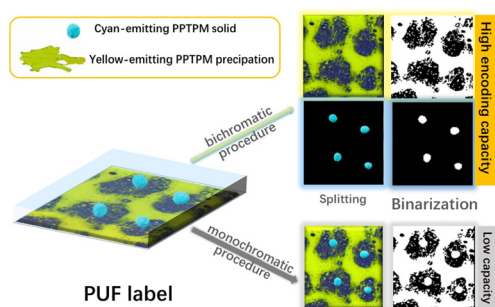 Cyan-emitting PPTPM solid
Yellow-emitting PPTPM precipation
bichromatic
procedure
monochromatic
procedure
PUF label
Splitting
Binarization
High encoding capacity
Low capacity